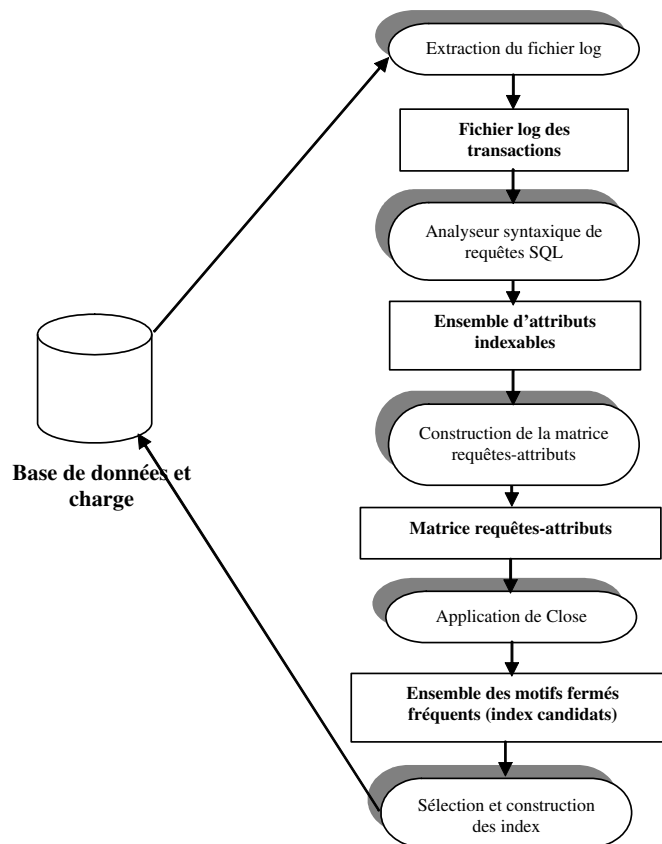 Extraction du fichier log
Fichier log des
transactions
Analyseur syntaxique de
requêtes SQL
Ensemble d’attributs
indexables
Construction de la matrice
requêtes-attributs
Base de données et
charge
Matrice requêtes-attributs
Application de Close
Ensemble des motifs fermés
fréquents (index candidats)
Sélection et construction
des index